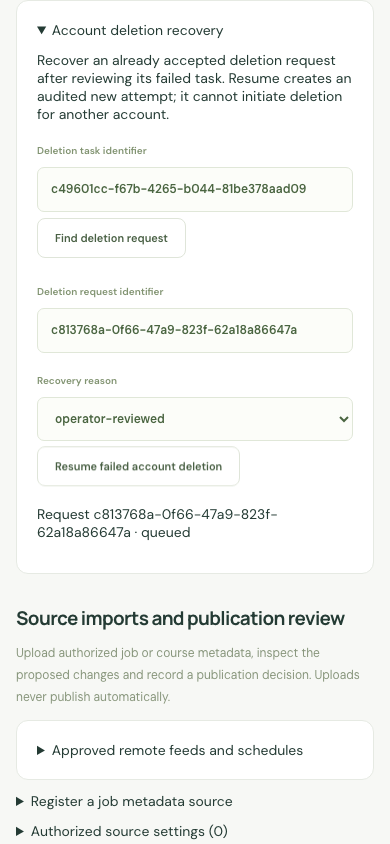 Account deletion recovery
Recover an already accepted deletion request
after reviewing its failed task. Resume creates an
audited new attempt; it cannot initiate deletion
for another account.
Deletion task identifier
c49601cc-f67b-4265-b044-81be378aad09
Find deletion request
Deletion request identifier
c813768a-0f66-47a9-823f-62a18a86647a
Recovery reason
operator-reviewed
Resume failed account deletion
Request c813768a-0f66-47a9-823f-
62a18a86647a · queued
Source imports and publication review
Upload authorized job or course metadata, inspect the
proposed changes and record a publication decision. Uploads
never publish automatically.
Approved remote feeds and schedules
Register a job metadata source
Authorized source settings (0)